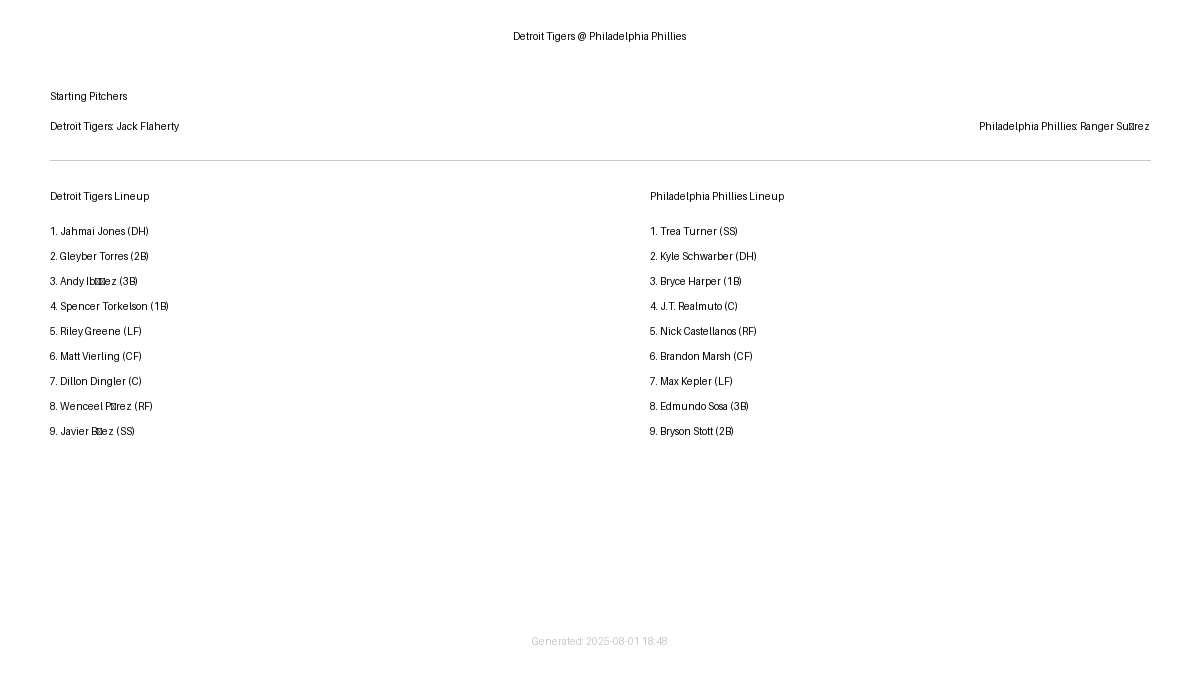 Detroit Tigers @ Philadelphia Phillies
Starting Pitchers
Detroit Tigers: Jack Flaherty
Philadelphia Phillies: Ranger Su□rez
Detroit Tigers Lineup
1. Jahmai Jones (DH)
2. Gleyber Torres (2B)
3. Andy Ib□□ez (3B)
4. Spencer Torkelson (1B)
5. Riley Greene (LF)
6. Matt Vierling (CF)
7. Dillon Dingler (C)
8. Wenceel P□rez (RF)
9. Javier B□ez (SS)
Philadelphia Phillies Lineup
1. Trea Turner (SS)
2. Kyle Schwarber (DH)
3. Bryce Harper (1B)
4. J.T. Realmuto (C)
5. Nick Castellanos (RF)
6. Brandon Marsh (CF)
7. Max Kepler (LF)
8. Edmundo Sosa (3B)
9. Bryson Stott (2B)
Generated: 2025-08-01 18:48